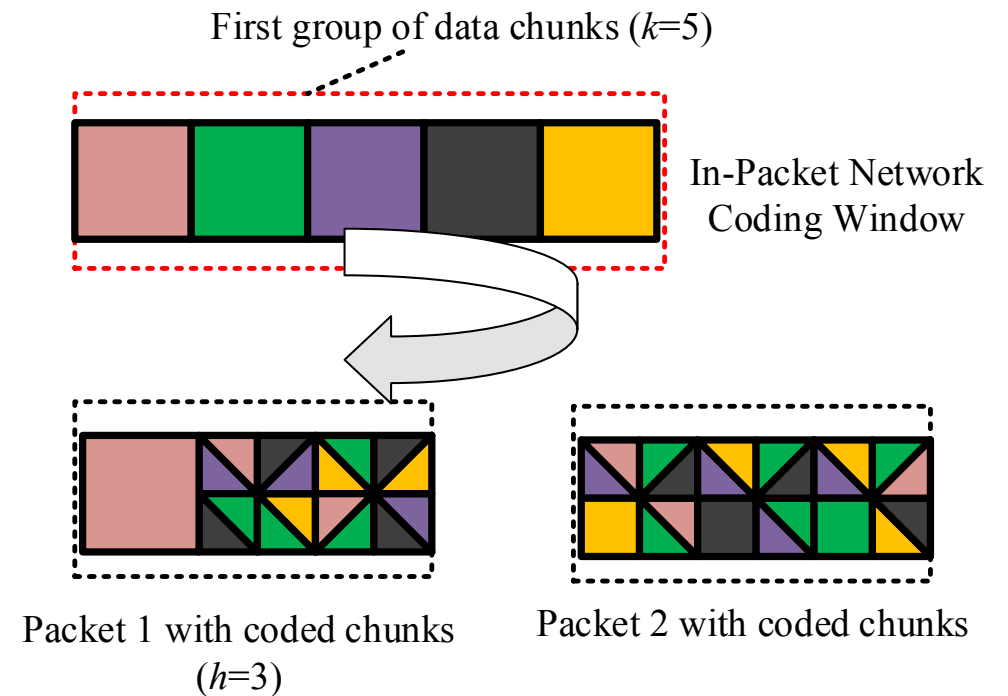 First group of data chunks (k=5)
In-Packet Network
Coding Window
Packet 1 with coded chunks
(h=3)
Packet 2 with coded chunks